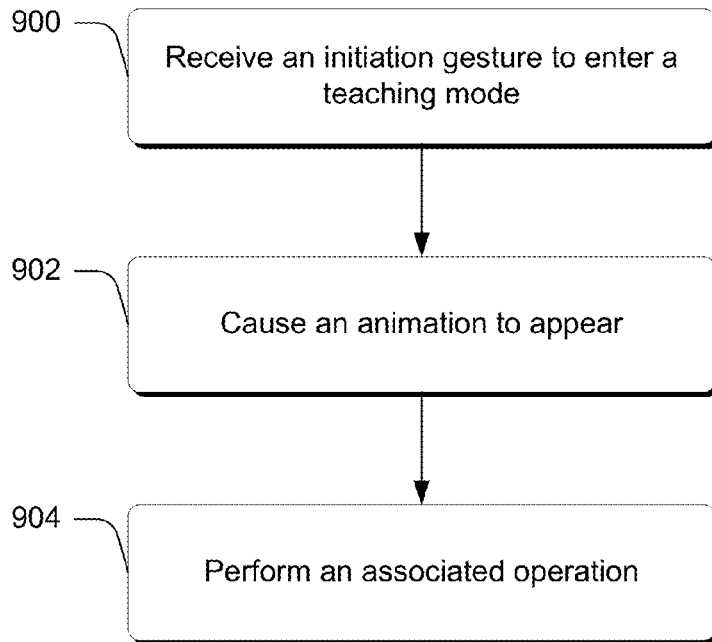 900
Receive an initiation gesture to enter a
teaching mode
902
Cause an animation to appear
904
Perform an associated operation